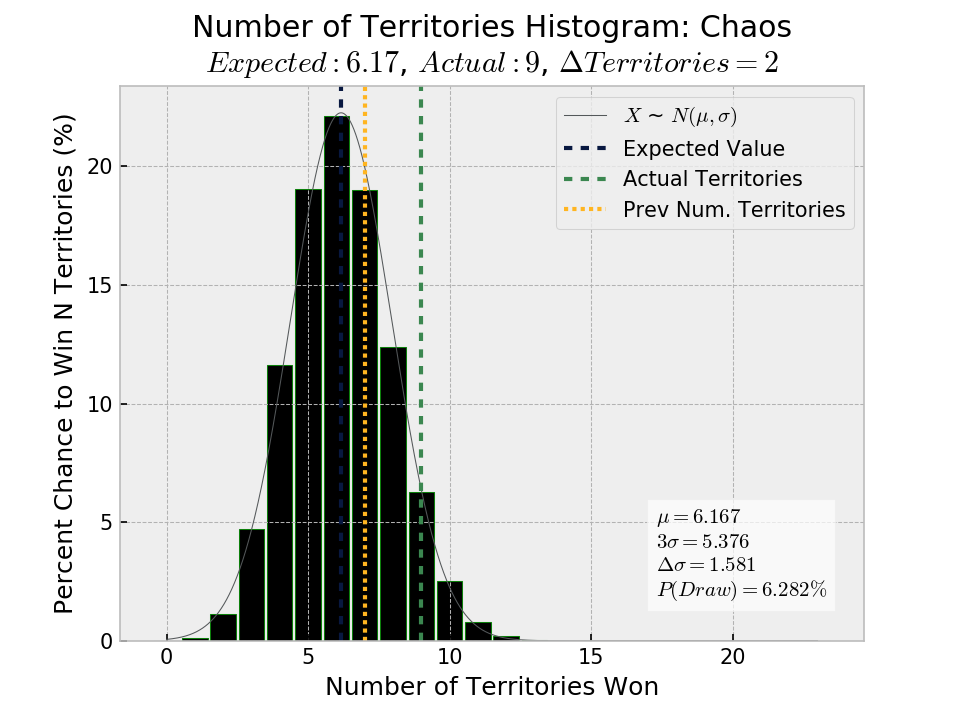 Number of Territories Histogram: Chaos
Expected : 6.17, Actual : 9, ΔTerritories = 2
Percent Chance to Win N Territories (%)
X ~ N(μ, σ)
Expected Value
Actual Territories
Prev Num. Territories
20
15
10
5
0
μ = 6.167
3σ = 5.376
Δσ = 1.581
P(Draw) = 6.282%
0 5 10 15 20
Number of Territories Won